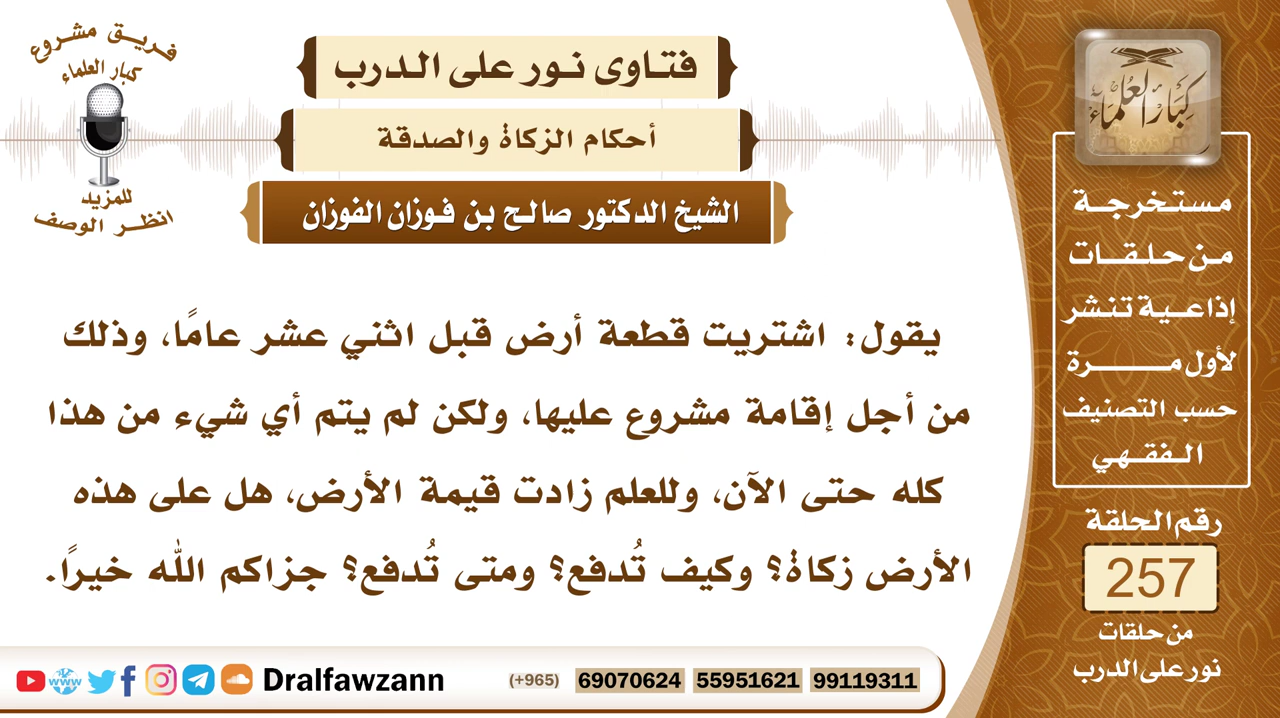 فريق مشروع
كبار العلماء
للمزيد
انظر الوصف
فتاوى نور على الدرب
أحكام الزكاة والصدقة
الشيخ الدكتور صالح بن فوزان الفوزان
يقول: اشتريت قطعة أرض قبل اثني عشر عامًا، وذلك
من أجل إقامة مشروع عليها، ولكن لم يتم أي شيء من هذا
كله حتى الآن، وللعلم زادت قيمة الأرض، هل على هذه
الأرض زكاة؟ وكيف تُدفع؟ ومتى تُدفع؟ جزاكم الله خيرًا.
كبار العلماء
مستخرجة
من حلقات
إذاعية تنشر
لأول مرة
حسب التصنيف
الفقهي
رقم الحلقة
257
من حلقات
نور على الدرب
www
Dralfawzann
(+965) 69070624 55951621 99119311